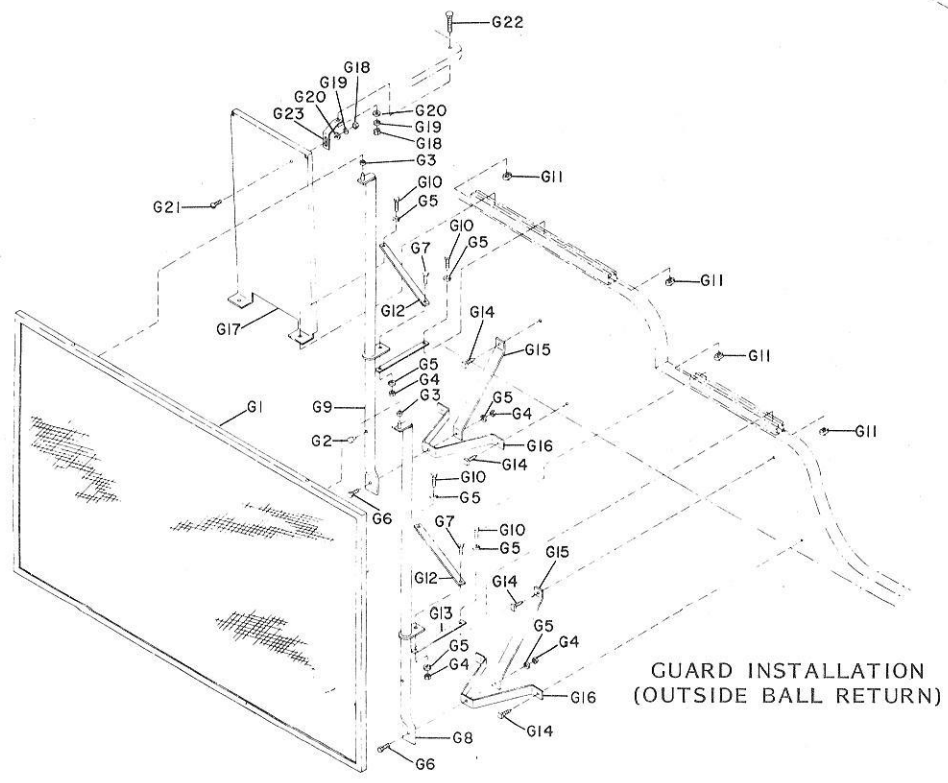 G22
G18
G19
G20
G23
G20
G19
G18
G3
G10
G5
G11
G21
G10
G7
G5
G12
G11
G17
G14
G15
G11
G5
G4
G3
G5
G4
G1
G9
G2
G16
G11
G14
G10
G6
G5
G10
G7
G5
G15
G12
G14
G13
G5
G4
G5
G4
GUARD INSTALLATION
(OUTSIDE BALL RETURN)
G16
G14
G8
G6